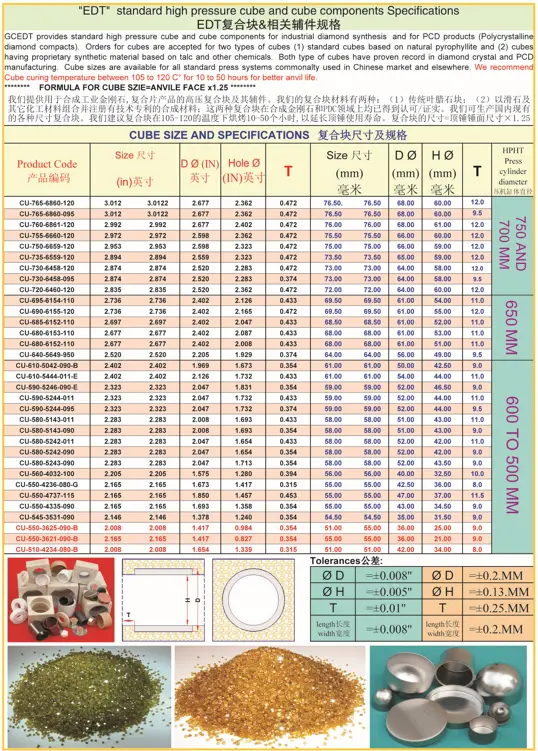 "EDT" standard high pressure cube and cube components Specifications
EDT复合块&相关辅件规格
GCEDT provides standard high pressure cube and cube components for industrial diamond synthesis and for PCD products (Polycrystalline
diamond compacts). Orders for cubes are accepted for two types of cubes (1) standard cubes based on natural pyrophyllite and (2) cubes
having proprietary synthetic material based on talc and other chemicals. Both type of cubes have proven record in diamond crystal and PCD
manufacturing. Cube sizes are available for all standard press systems commonally used in Chinese market and elsewhere. We recommend
Cube curing temperature between 105 to 120 C° for 10 to 50 hours for better anvil life.
******** FORMULA FOR CUBE SZIE=ANVILE FACE x1.25 ********
我们提供用于合成工业金刚石,复合片产品的高压复合块及其辅件。我们的复合块材料有两种：（1）传统叶腊石块;（2）以滑石及
其它化工材料组合并注册有技术专利的合成材料；这两种复合块在合成金刚石和PDC领域上均已得到认可/证实。我们可生产国内现有
的各种尺寸复合块。我们建议复合块在105-120的温度下烘烤10-50个小时,以延长顶锤使用寿命。复合块的尺寸=顶锤锤面尺寸×1.25
CUBE SIZE AND SPECIFICATIONS 复合块尺寸及规格
Product Code 产品编码 Size 尺寸 (in)英寸 D Ø (IN) 英寸 Hole Ø (IN)英寸 T Size 尺寸 (mm) 毫米 D Ø (mm) 毫米 H Ø (mm) 毫米 T HPHT Press cylinder diameter 压机缸体直径
CU-765-6860-120 3.012 3.0122 2.677 2.362 0.472 76.50. 76.50 68.00 60.00 12.0
CU-765-6860-095 3.012 3.0122 2.677 2.362 0.472 76.50 76.50 68.00 60.00 9.5
CU-760-6861-120 2.992 2.992 2.677 2.402 0.472 76.00 76.00 68.00 61.00 12.0
CU-755-6660-120 2.972 2.972 2.598 2.362 0.472 75.50 75.50 66.00 60.00 12.0
CU-750-6659-120 2.953 2.953 2.598 2.323 0.472 75.00 75.00 66.00 59.00 12.0
CU-735-6559-120 2.894 2.894 2.559 2.323 0.472 73.50 73.50 65.00 59.00 12.0
CU-730-6458-120 2.874 2.874 2.520 2.283 0.472 73.00 73.00 64.00 58.00 12.0
CU-730-6458-095 2.874 2.874 2.520 2.283 0.374 73.00 73.00 64.00 58.00 9.5
CU-720-6460-120 2.835 2.835 2.520 2.362 0.472 72.00 72.00 64.00 60.00 12.0
750 AND
700 MM
CU-695-6154-110 2.736 2.736 2.402 2.126 0.433 69.50 69.50 61.00 54.00 11.0
CU-690-6155-120 2.736 2.736 2.402 2.165 0.472 69.50 69.50 61.00 55.00 12.0
CU-685-6152-110 2.697 2.697 2.402 2.047 0.433 68.50 68.50 61.00 52.00 11.0
CU-680-6153-110 2.677 2.677 2.402 2.087 0.433 68.00 68.00 61.00 53.00 11.0
CU-680-6152-110 2.677 2.677 2.402 2.008 0.433 68.00 68.00 61.00 51.00 11.0
CU-640-5649-950 2.520 2.520 2.205 1.929 0.374 64.00 64.00 56.00 49.00 9.5
650 MM
CU-610-5042-090-B 2.402 2.402 1.969 1.673 0.354 61.00 61.00 50.00 42.50 9.0
CU-610-5444-011-E 2.402 2.402 2.126 1.732 0.433 61.00 61.00 54.00 44.00 11.0
CU-590-5246-090-E 2.323 2.323 2.047 1.831 0.354 59.00 59.00 52.00 46.50 9.0
CU-590-5244-011 2.323 2.323 2.047 1.732 0.433 59.00 59.00 52.00 44.00 11.0
CU-590-5244-095 2.323 2.323 2.047 1.732 0.374 59.00 59.00 52.00 44.00 9.5
CU-580-5143-011 2.283 2.283 2.008 1.693 0.433 58.00 58.00 51.00 43.00 11.0
CU-580-5143-090 2.283 2.283 2.008 1.693 0.354 58.00 58.00 51.00 43.00 9.0
CU-580-5242-011 2.283 2.283 2.047 1.654 0.433 58.00 58.00 52.00 42.00 11.0
CU-580-5242-090 2.283 2.283 2.047 1.654 0.354 58.00 58.00 52.00 42.00 9.0
CU-580-5243-090 2.283 2.283 2.047 1.713 0.354 58.00 58.00 52.00 43.50 9.0
CU-560-4032-100 2.205 2.205 1.575 1.280 0.394 56.00 56.00 40.00 32.50 10.0
CU-550-4236-080-G 2.165 2.165 1.673 1.417 0.315 55.00 55.00 42.50 36.00 8.0
CU-550-4737-115 2.165 2.165 1.850 1.457 0.453 55.00 55.00 47.00 37.00 11.5
CU-550-4335-090 2.165 2.165 1.693 1.358 0.354 55.00 55.00 43.00 34.50 9.0
CU-545-3531-090 2.146 2.146 1.378 1.240 0.354 54.50 54.50 35.00 31.50 9.0
CU-550-3625-090-B 2.008 2.008 1.417 0.984 0.354 51.00 55.00 36.00 25.00 9.0
CU-550-3621-090-B 2.165 2.165 1.417 0.827 0.354 55.00 55.00 36.00 21.00 9.0
CU-510-4234-080-B 2.008 2.008 1.654 1.339 0.315 51.00 51.00 42.00 34.00 8.0
600 TO 500 MM
T H D
Tolerances公差:
Ø D =±0.008" Ø D =±0.2.MM
Ø H =±0.005" Ø H =±0.13.MM
T =±0.01" T =±0.25.MM
length长度 width宽度 =±0.008" length长度 width宽度 =±0.2.MM